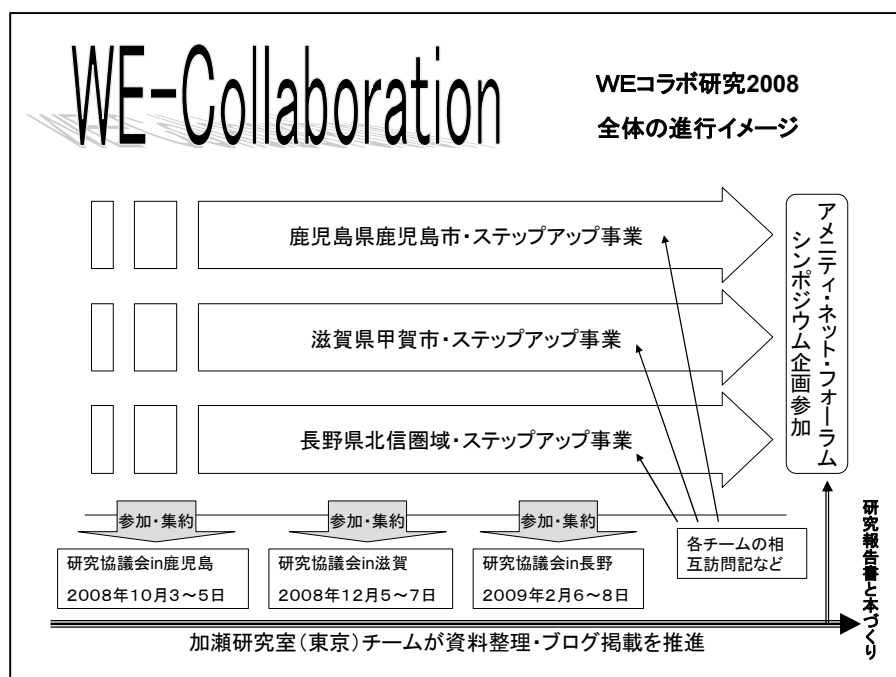 WE-Collaboration
WEコラボ研究2008
全体の進行イメージ
鹿児島県鹿児島市・ステップアップ事業
滋賀県甲賀市・ステップアップ事業
長野県北信圏域・ステップアップ事業
アメニティ・ネット・フォーラム
シンポジウム企画参加
参加・集約
参加・集約
参加・集約
研究協議会in鹿児島
2008年10月3~5日
研究協議会in滋賀
2008年12月5~7日
研究協議会in長野
2009年2月6~8日
各チームの相
互訪問記など
加瀬研究室(東京)チームが資料整理・ブログ掲載を推進
研究報告書と本づくり